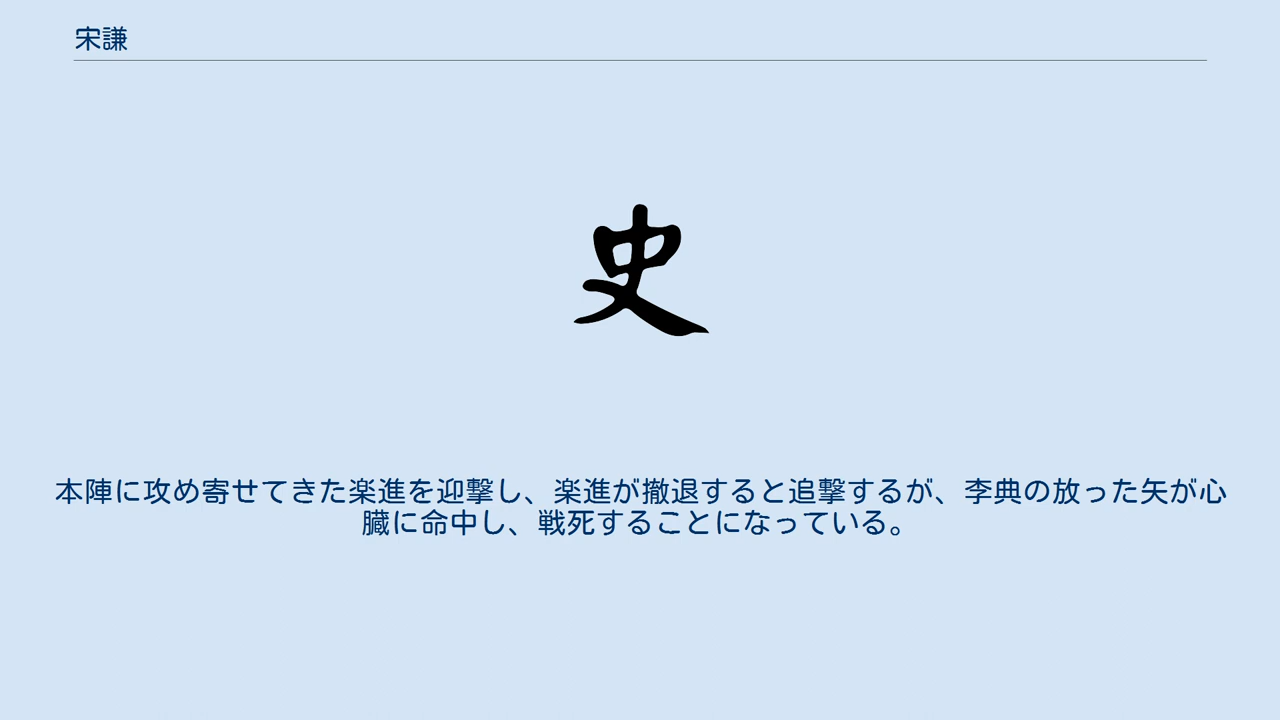 宋謙
史
本陣に攻め寄せてきた楽進を迎撃し、楽進が撤退すると追撃するが、李典の放った矢が心
臓に命中し、戦死することになっている。